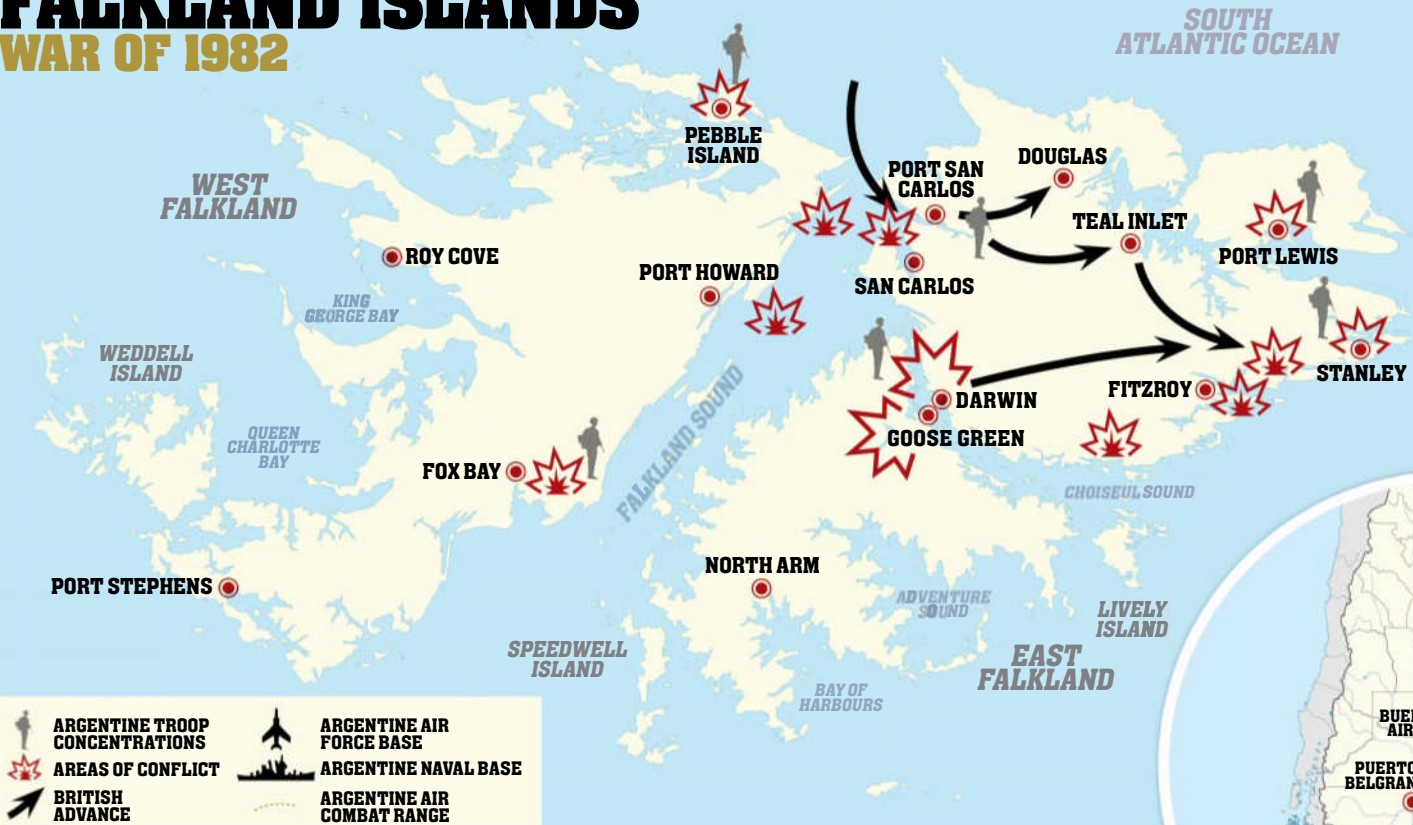 FALKLAND ISLANDS
WAR OF 1982
SOUTH
ATLANTIC OCEAN
PEBBLE
ISLAND
WEST
FALKLAND
PORT SAN
CARLOS
DOUGLAS
TEAL INLET
PORT LEWIS
ROY COVE
PORT HOWARD
SAN CARLOS
KING
GEORGE BAY
WEDDELL
ISLAND
STANLEY
FITZROY
DARWIN
GOOSE GREEN
QUEEN
CHARLOTTE
BAY
FALKLAND SOUND
FOX BAY
CHOISEUL SOUND
PORT STEPHENS
NORTH ARM
ADVENTURE
SOUND
LIVELY
ISLAND
SPEEDWELL
ISLAND
EAST
FALKLAND
BAY OF
HARBOURS
ARGENTINE TROOP
CONCENTRATIONS
AREAS OF CONFLICT
BRITISH
ADVANCE
ARGENTINE AIR
FORCE BASE
ARGENTINE NAVAL BASE
ARGENTINE AIR
COMBAT RANGE
BUE
AIR
PUERTO
BELGRAN